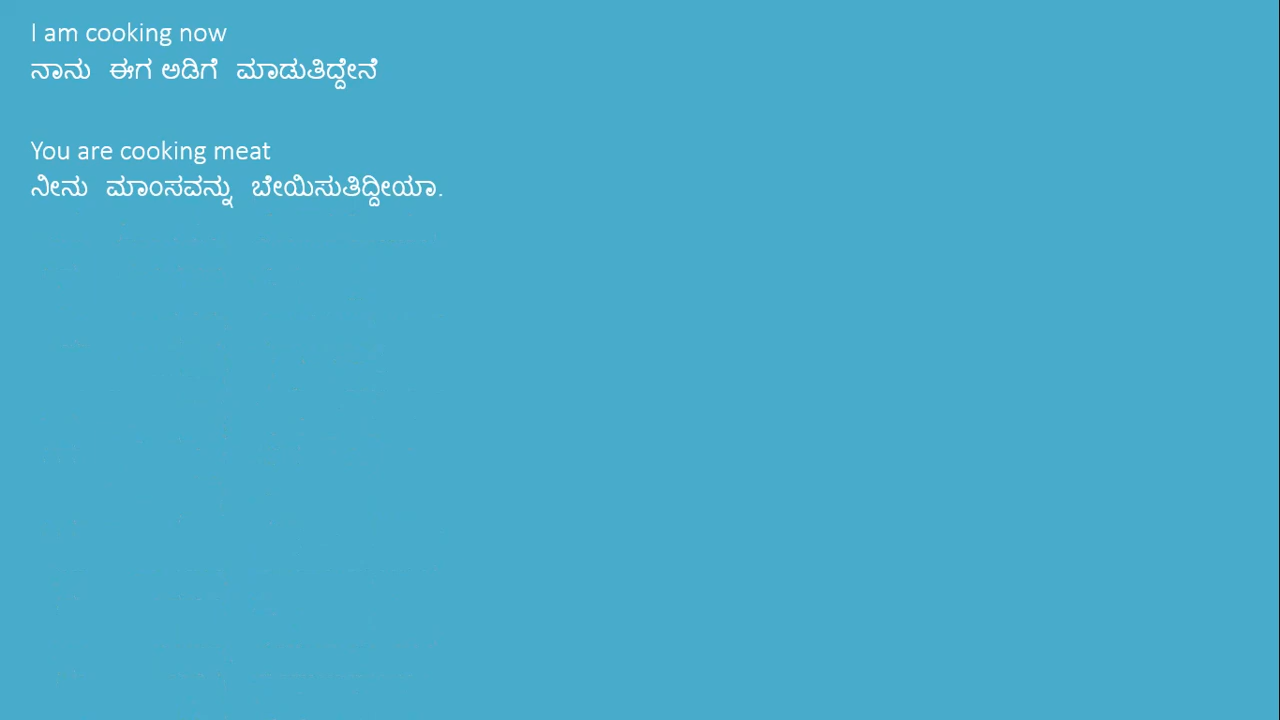 I am cooking now
ನಾನು ಈಗ ಅಡಿಗೆ ಮಾಡುತಿದ್ದೇನೆ
You are cooking meat
ನೀನು ಮಾಂಸವನ್ನು ಬೇಯಿಸುತಿದ್ದೀಯಾ.